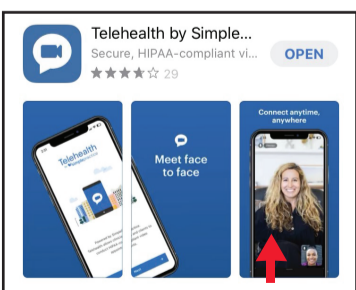 Telehealth by Simple...
Secure, HIPAA-compliant vi...
OPEN
29
Telehealth
Meet face
to face
Connect anytime,
anywhere